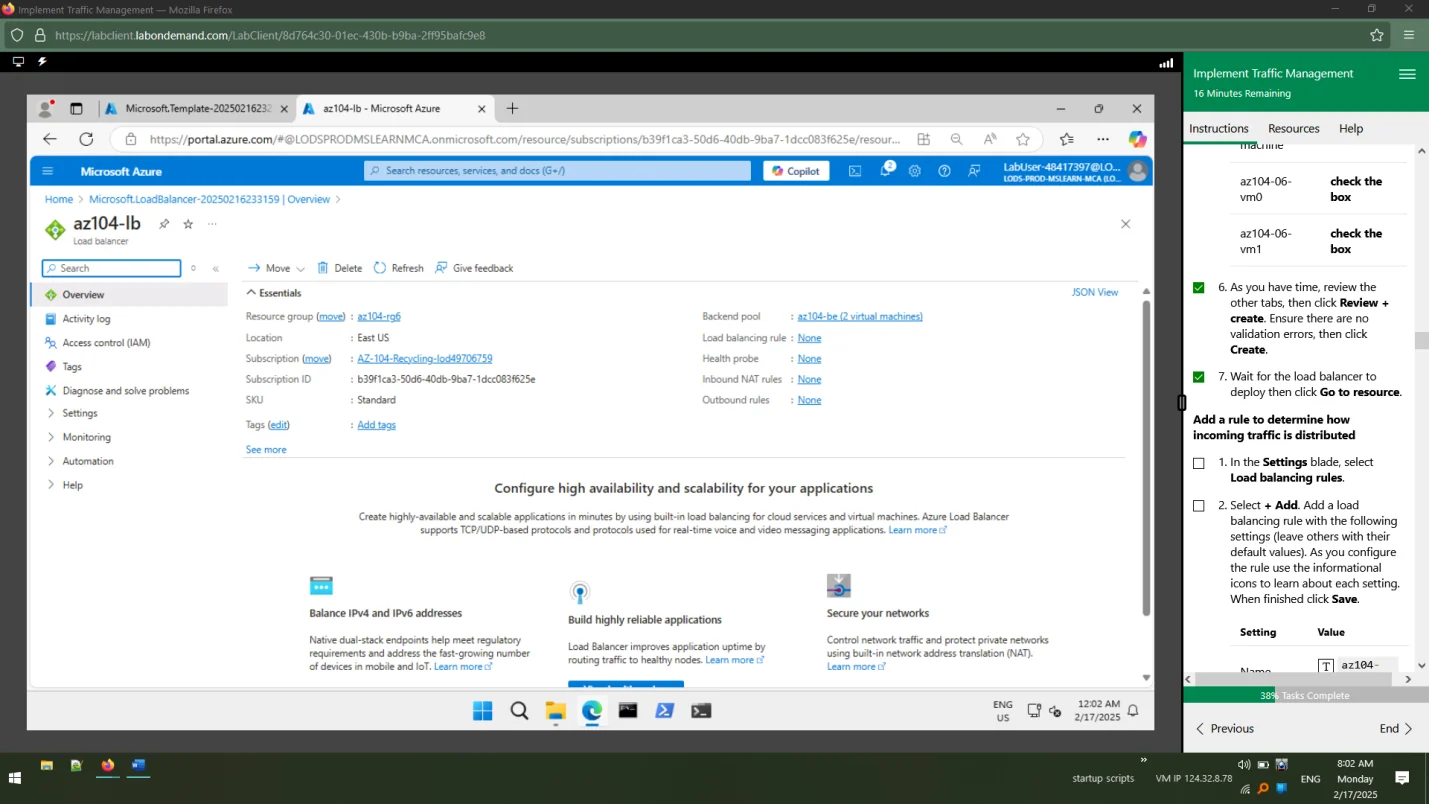 Implement Traffic Management — Mozilla Firefox
https://labclient.labondemand.com/LabClient/8d764c30-01ec-430b-b9ba-2ff95bafc9e8
Microsoft.Template-20250216232
az104-lb - Microsoft Azure
https://portal.azure.com/#@LODSPRODMSLEARNMCA.onmicrosoft.com/resource/subscriptions/b39f1ca3-50d6-40db-9ba7-1dcc083f625e/resour...
Microsoft Azure
Search resources, services, and docs (G+/)
Copilot
2
LabUser-48417397@LO...
LODS-PROD-MSLEARN-MCA (LO...
Home > Microsoft.LoadBalancer-20250216233159 | Overview >
az104-lb
Load balancer
Search
Move
Delete
Refresh
Give feedback
Overview
Activity log
Access control (IAM)
Tags
Diagnose and solve problems
Settings
Monitoring
Automation
Help
Essentials
JSON View
Resource group (move) : az104-rg6
Location : East US
Subscription (move) : AZ-104-Recycling-lod49706759
Subscription ID : b39f1ca3-50d6-40db-9ba7-1dcc083f625e
SKU : Standard
Tags (edit) : Add tags
See more
Backend pool : az104-be (2 virtual machines)
Load balancing rule : None
Health probe : None
Inbound NAT rules : None
Outbound rules : None
Configure high availability and scalability for your applications
Create highly-available and scalable applications in minutes by using built-in load balancing for cloud services and virtual machines. Azure Load Balancer
supports TCP/UDP-based protocols and protocols used for real-time voice and video messaging applications. Learn more
Balance IPv4 and IPv6 addresses
Native dual-stack endpoints help meet regulatory
requirements and address the fast-growing number
of devices in mobile and IoT. Learn more
Build highly reliable applications
Load Balancer improves application uptime by
routing traffic to healthy nodes. Learn more
Secure your networks
Control network traffic and protect private networks
using built-in network address translation (NAT).
Learn more
ENG
US
12:02 AM
2/17/2025
Implement Traffic Management
16 Minutes Remaining
Instructions
Resources
Help
machine
az104-06-
vm0
check the
box
az104-06-
vm1
check the
box
6. As you have time, review the
other tabs, then click Review +
create. Ensure there are no
validation errors, then click
Create.
7. Wait for the load balancer to
deploy then click Go to resource.
Add a rule to determine how
incoming traffic is distributed
1. In the Settings blade, select
Load balancing rules.
2. Select + Add. Add a load
balancing rule with the following
settings (leave others with their
default values). As you configure
the rule use the informational
icons to learn about each setting.
When finished click Save.
Setting Value
Name T az104-
38% Tasks Complete
Previous
End
startup scripts
VM IP 124.32.8.78
ENG
8:02 AM
Monday
2/17/2025